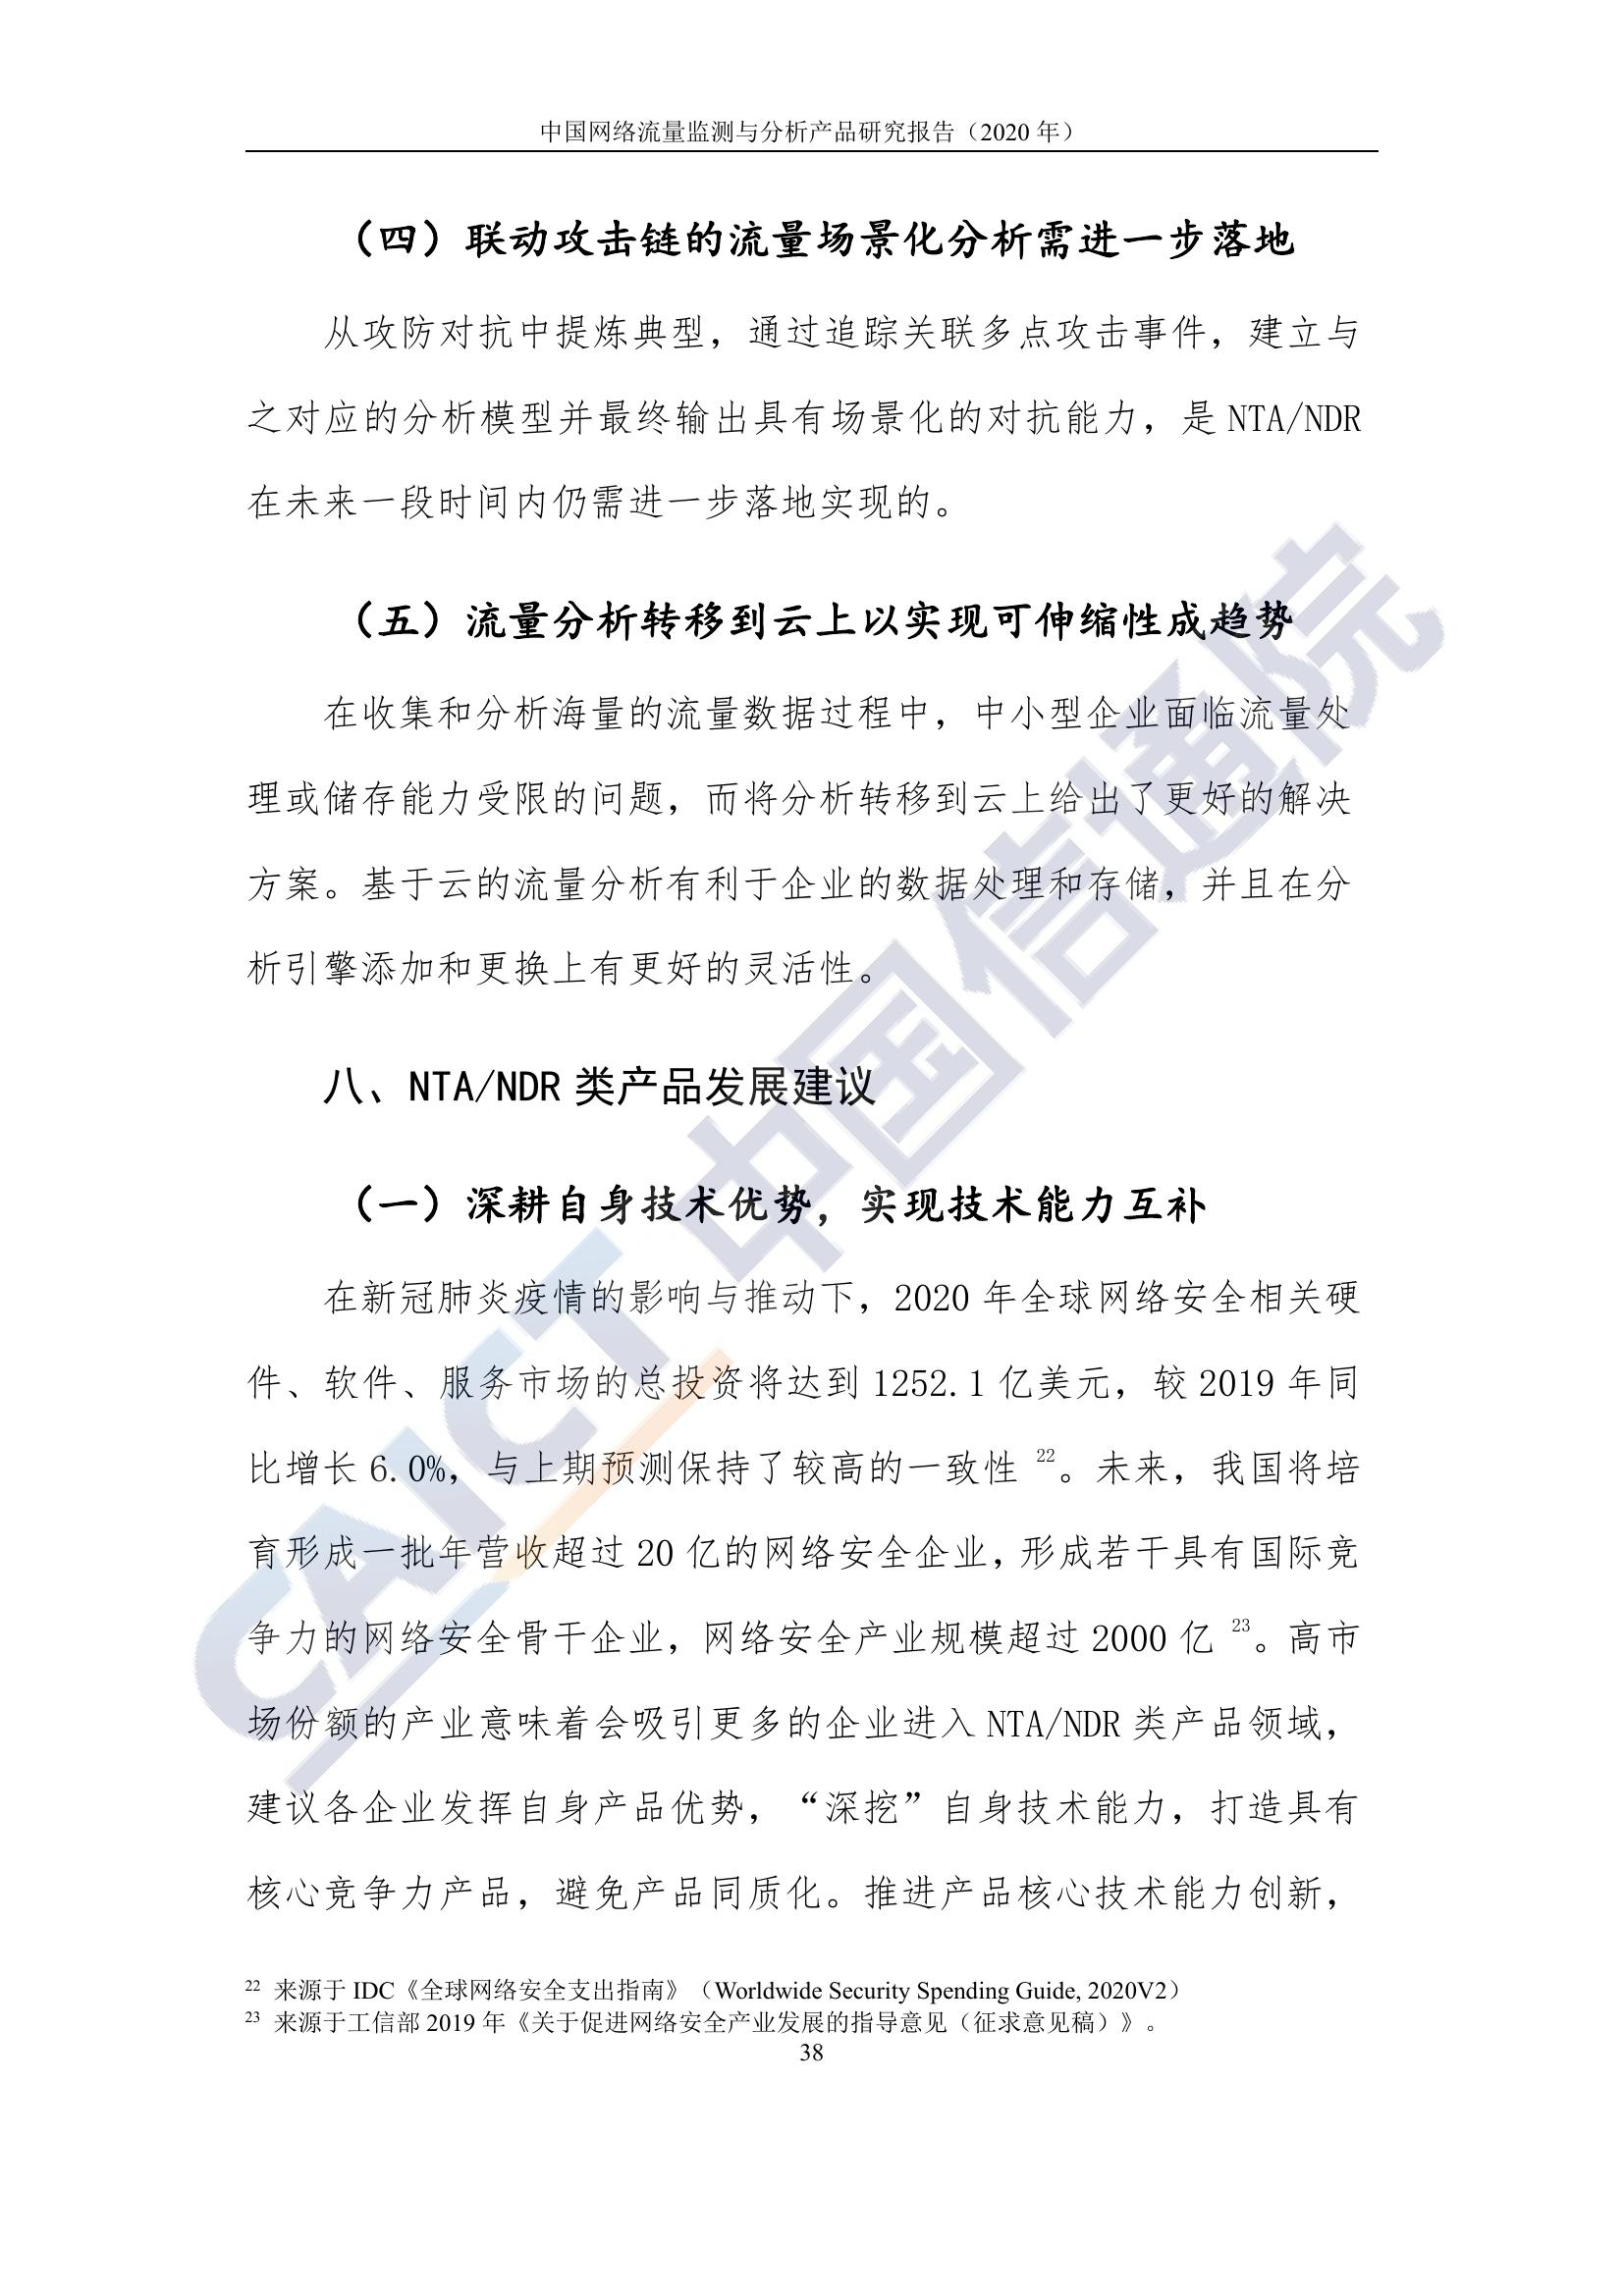 中国网络流量监测与分析产品研究报告（2020 年）
（四）联动攻击链的流量场景化分析需进一步落地
从攻防对抗中提炼典型，通过追踪关联多点攻击事件，建立与
之对应的分析模型并最终输出具有场景化的对抗能力，是 NTA/NDR
在未来一段时间内仍需进一步落地实现的。
（五）流量分析转移到云上以实现可伸缩性成趋势
在收集和分析海量的流量数据过程中，中小型企业面临流量处
理或储存能力受限的问题，而将分析转移到云上给出了更好的解决
方案。基于云的流量分析有利于企业的数据处理和存储，并且在分
析引擎添加和更换上有更好的灵活性。
八、NTA/NDR 类产品发展建议
（一）深耕自身技术优势，实现技术能力互补
在新冠肺炎疫情的影响与推动下，2020 年全球网络安全相关硬
件、软件、服务市场的总投资将达到 1252.1 亿美元，较 2019 年同
比增长 6.0%，与上期预测保持了较高的一致性 22。未来，我国将培
育形成一批年营收超过 20 亿的网络安全企业，形成若干具有国际竞
争力的网络安全骨干企业，网络安全产业规模超过 2000 亿 23。高市
场份额的产业意味着会吸引更多的企业进入 NTA/NDR 类产品领域，
建议各企业发挥自身产品优势，“深挖”自身技术能力，打造具有
核心竞争力产品，避免产品同质化。推进产品核心技术能力创新，
22 来源于 IDC《全球网络安全支出指南》（Worldwide Security Spending Guide, 2020V2）
23 来源于工信部 2019 年《关于促进网络安全产业发展的指导意见（征求意见稿）》。
38
CAICT 中国信通院